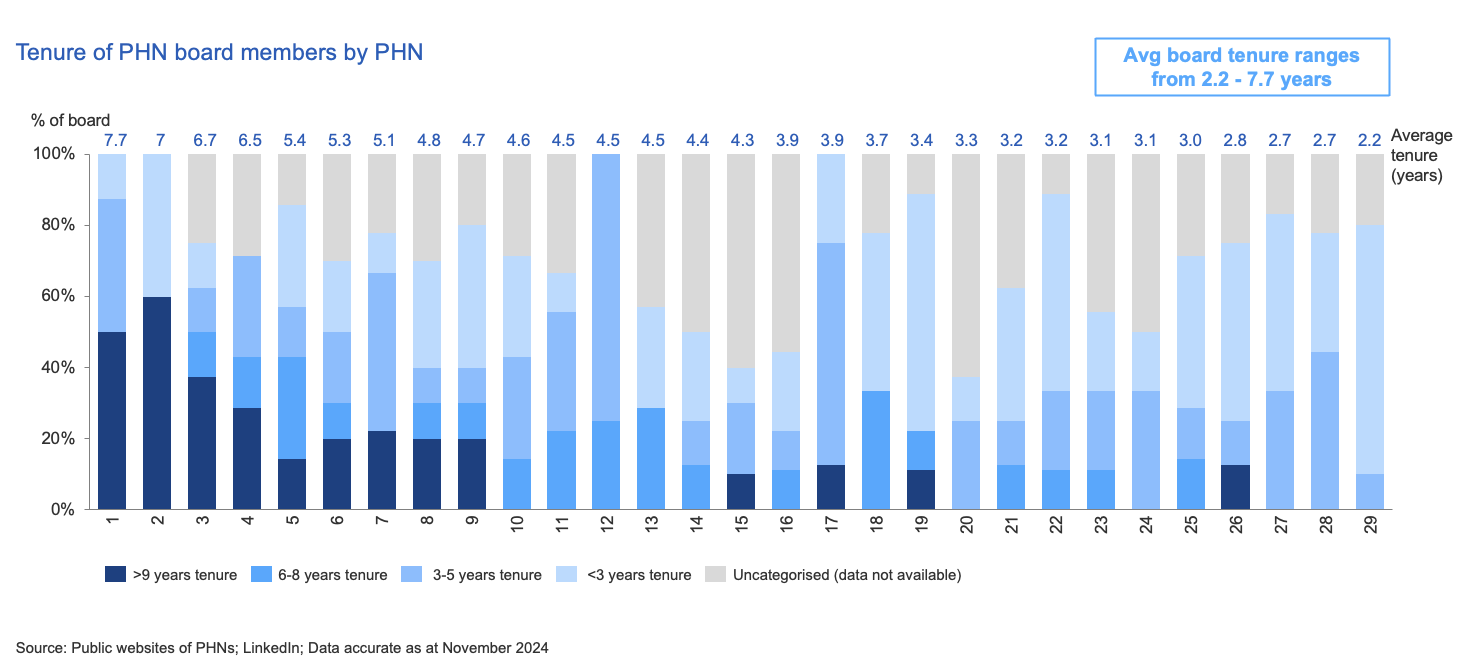 Tenure of PHN board members by PHN
Avg board tenure ranges
from 2.2 - 7.7 years
% of board
7.7 7 6.7 6.5 5.4 5.3 5.1 4.8 4.7 4.6 4.5 4.5 4.5 4.4 4.3 3.9 3.9 3.7 3.4 3.3 3.2 3.2 3.1 3.1 3.0 2.8 2.7 2.7 2.2
Average
tenure
(years)
100%
80%
60%
40%
20%
0%
1 2 3 4 5 6 7 8 9 10 11 12 13 14 15 16 17 18 19 20 21 22 23 24 25 26 27 28 29
>9 years tenure 6-8 years tenure 3-5 years tenure <3 years tenure Uncategorised (data not available)
Source: Public websites of PHNs; LinkedIn; Data accurate as at November 2024